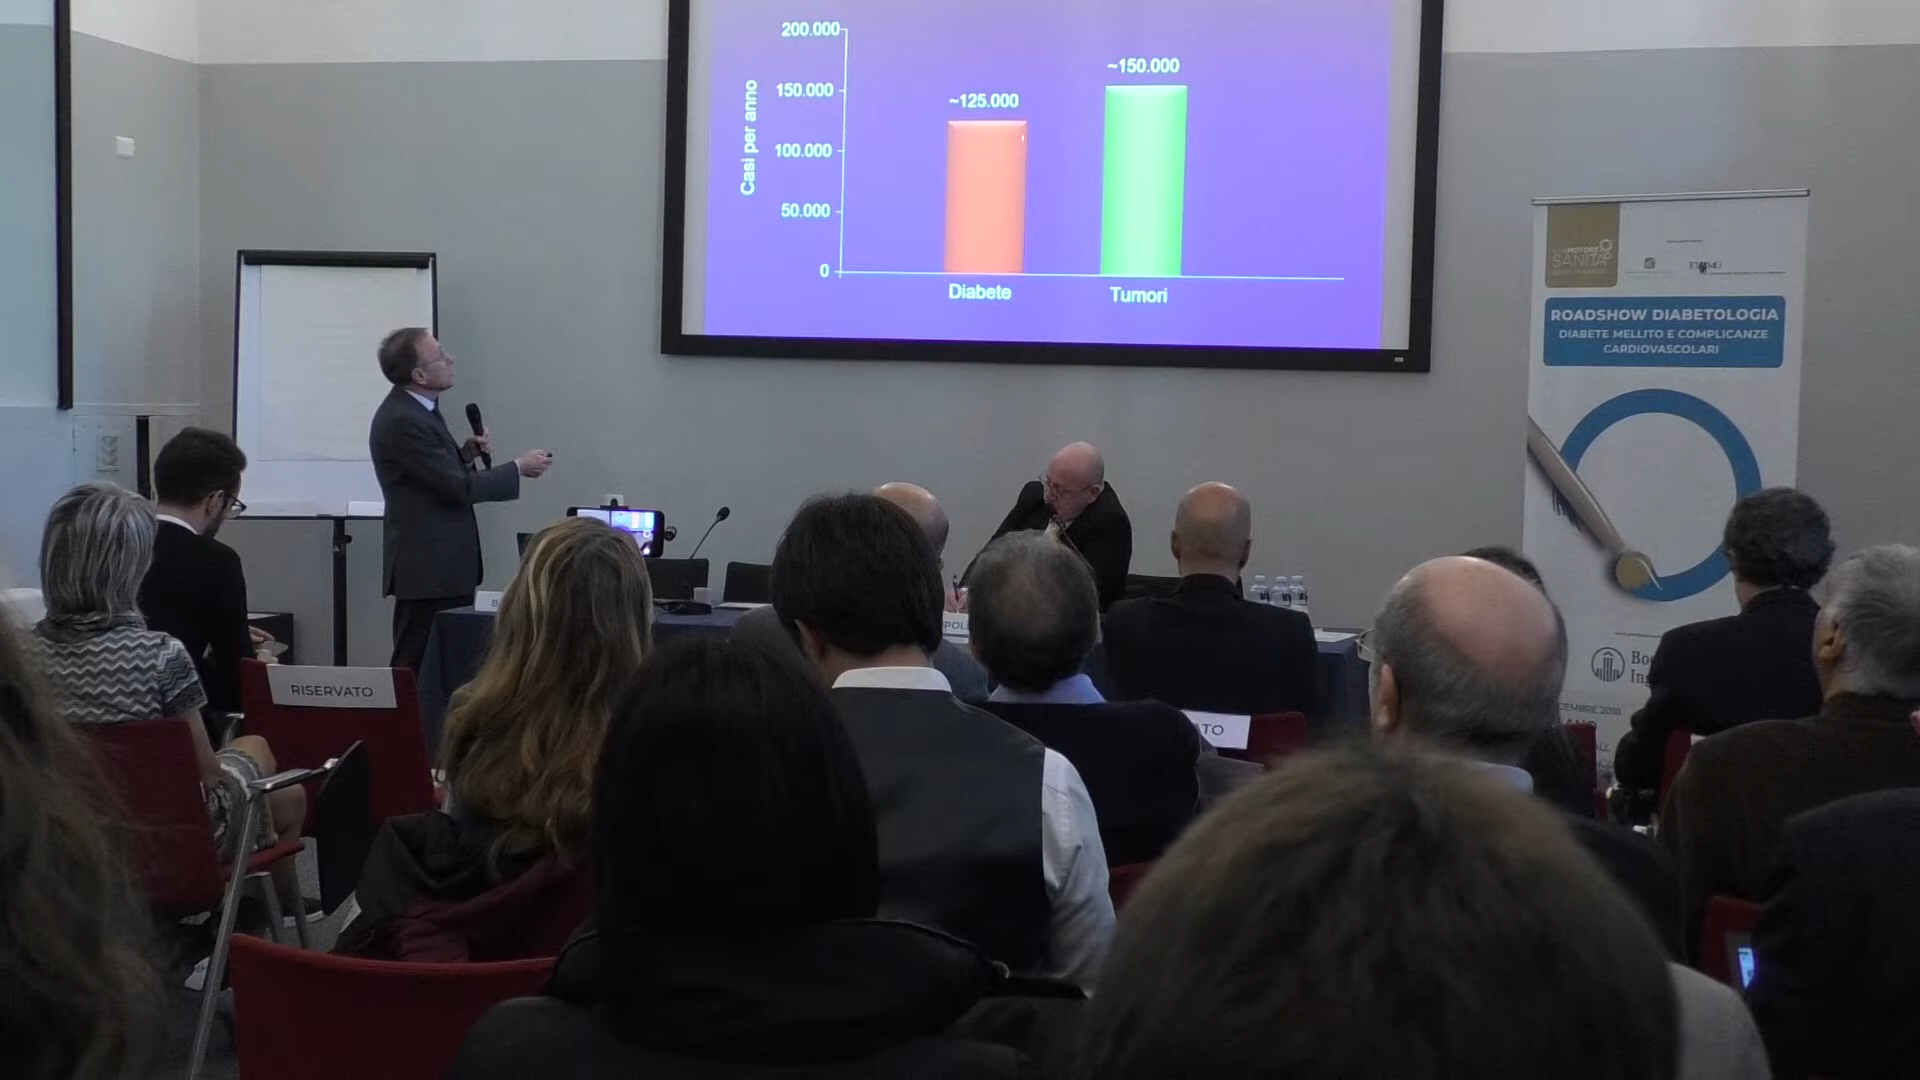 200.000
150.000
100.000
50.000
0
Casi per anno
~125.000
~150.000
Diabete
Tumori
MOTORE
SANITÀ
ROADSHOW DIABETOLOGIA
DIABETE MELLITO E COMPLICANZE
CARDIOVASCOLARI
RISERVATO
TO